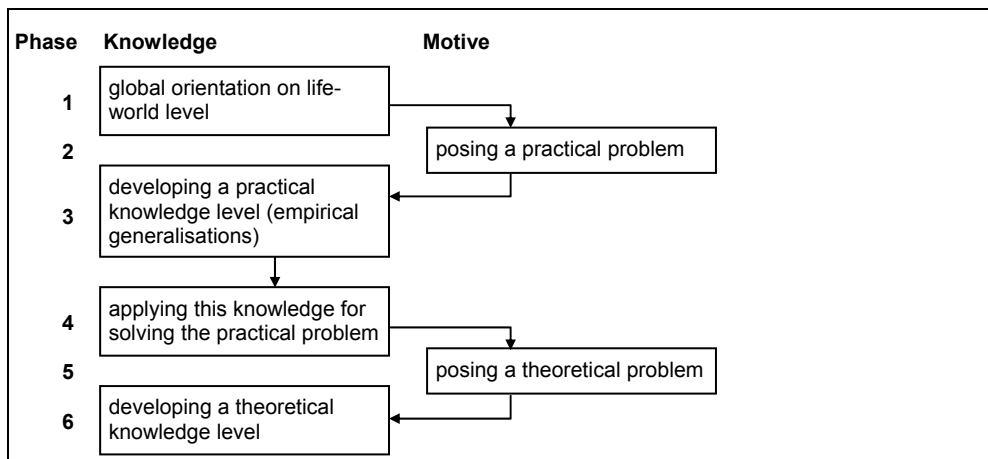 Phase Knowledge Motive
global orientation on life-
1
world level
2
posing a practical problem
developing a practical
knowledge level (empirical
3
generalisations)
applying this knowledge for
4
solving the practical problem
5
posing a theoretical problem
developing a theoretical
6
knowledge level